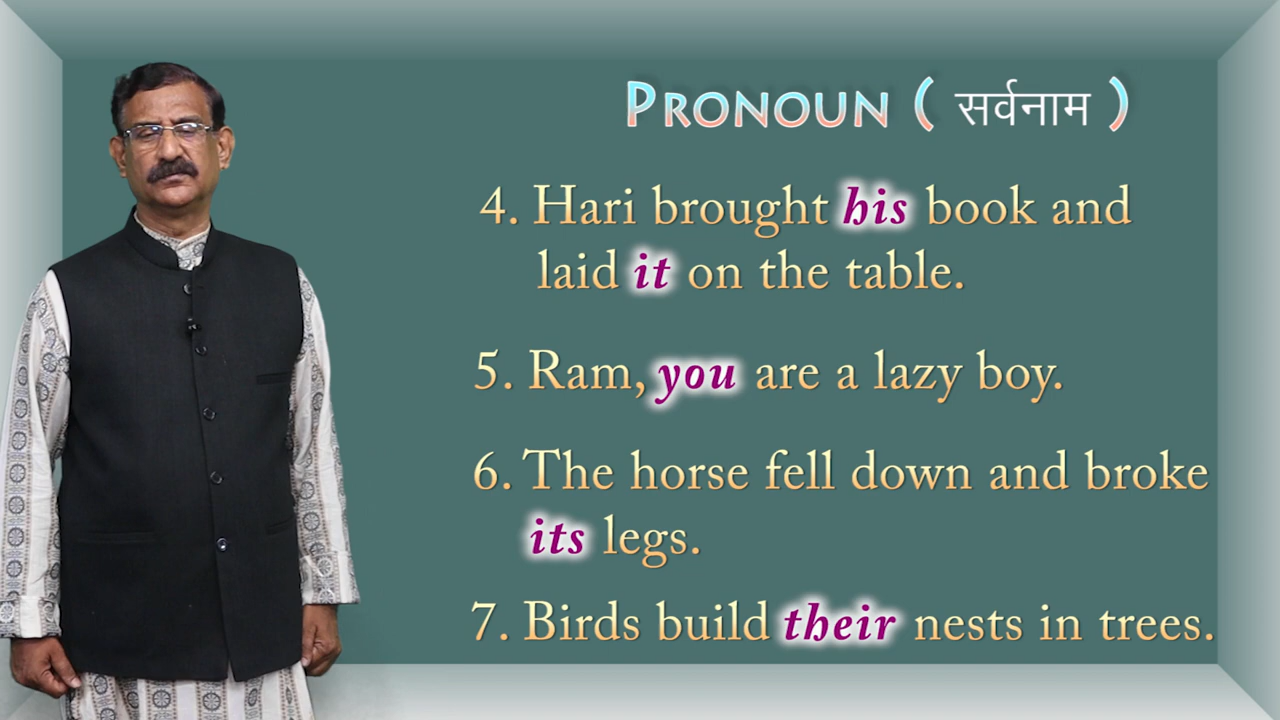 PRONOUN ( सर्वनाम )
4. Hari brought his book and
laid it on the table.
5. Ram, you are a lazy boy.
6. The horse fell down and broke
its legs.
7. Birds build their nests in trees.